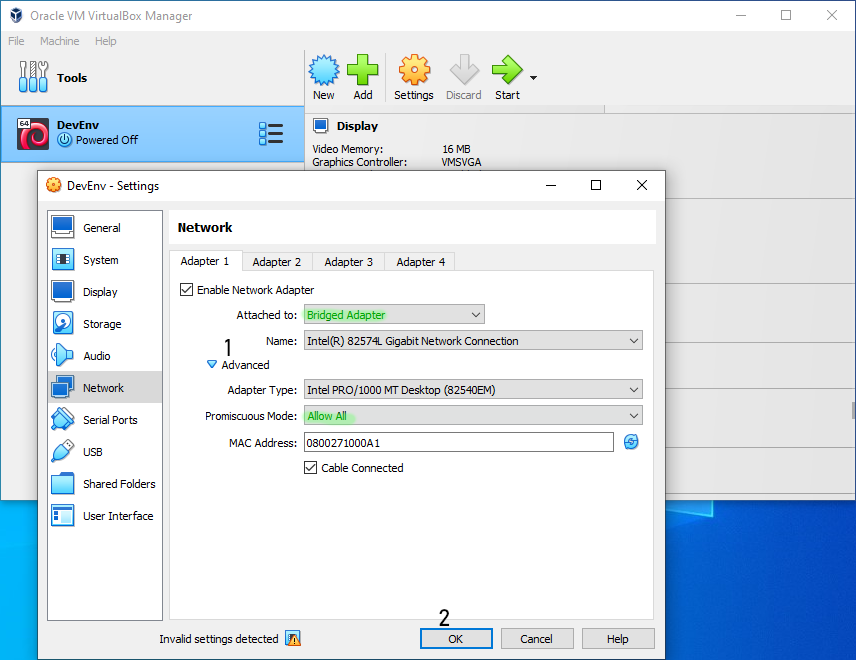 Oracle VM VirtualBox Manager
File Machine Help
Tools
New Add Settings Discard Start
64
DevEnv
Powered Off
Display
Video Memory: 16 MB
Graphics Controller: VMSVGA
DevEnv - Settings
General
System
Display
Storage
Audio
Network
Serial Ports
USB
Shared Folders
User Interface
Network
Adapter 1 Adapter 2 Adapter 3 Adapter 4
Enable Network Adapter
Attached to: Bridged Adapter
Name: Intel(R) 82574L Gigabit Network Connection
1
Advanced
Adapter Type: Intel PRO/1000 MT Desktop (82540EM)
Promiscuous Mode: Allow All
MAC Address: 0800271000A1
Cable Connected
2
Invalid settings detected OK Cancel Help